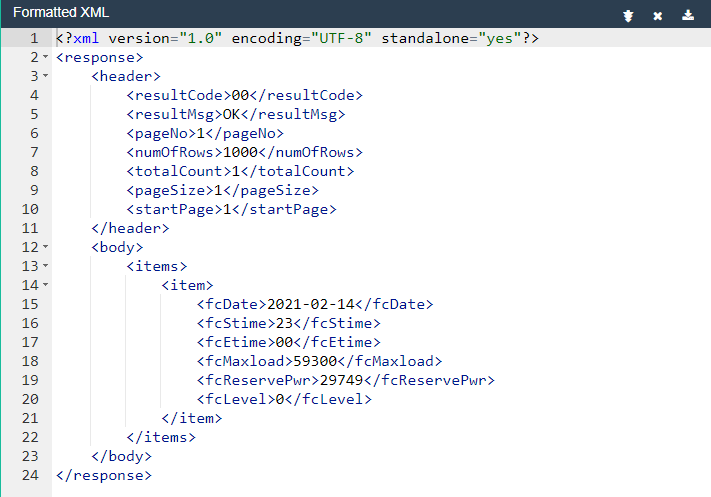 Formatted XML
1 <?xml version="1.0" encoding="UTF-8" standalone="yes"?>
2 <response>
3     <header>
4         <resultCode>00</resultCode>
5         <resultMsg>OK</resultMsg>
6         <pageNo>1</pageNo>
7         <numOfRows>1000</numOfRows>
8         <totalCount>1</totalCount>
9         <pageSize>1</pageSize>
10         <startPage>1</startPage>
11     </header>
12     <body>
13         <items>
14             <item>
15                 <fcDate>2021-02-14</fcDate>
16                 <fcStime>23</fcStime>
17                 <fcEtime>00</fcEtime>
18                 <fcMaxload>59300</fcMaxload>
19                 <fcReservePwr>29749</fcReservePwr>
20                 <fcLevel>0</fcLevel>
21             </item>
22         </items>
23     </body>
24 </response>